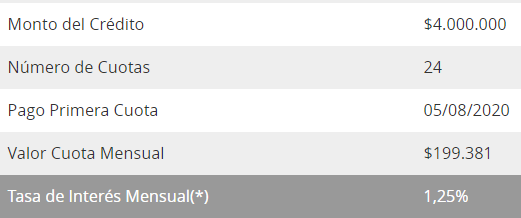 Monto del Crédito $4.000.000
Número de Cuotas 24
Pago Primera Cuota 05/08/2020
Valor Cuota Mensual $199.381
Tasa de Interés Mensual(*) 1,25%